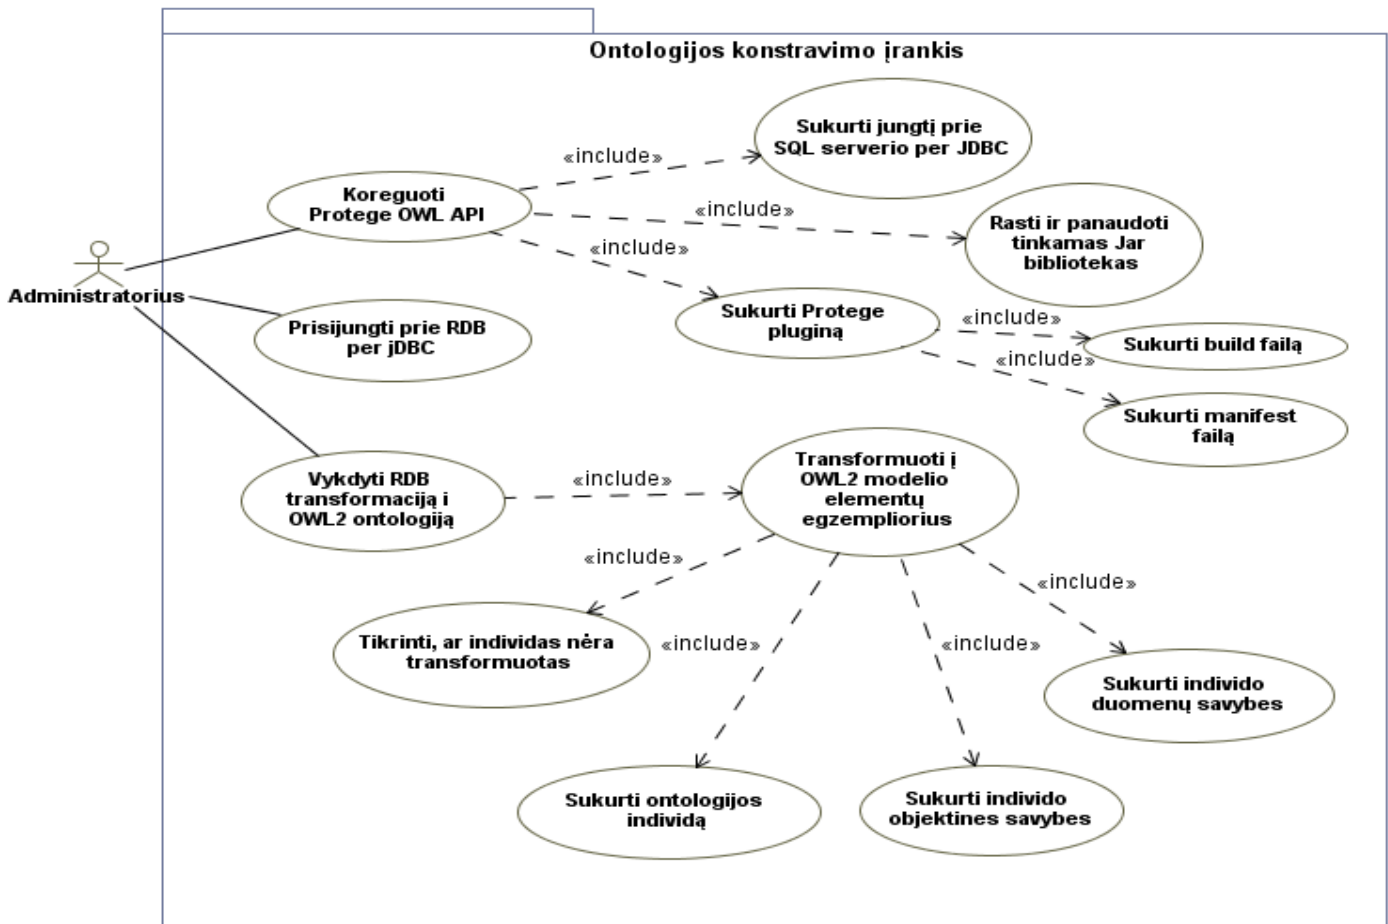 Ontologijos konstravimo įrankis
Sukurti jungtį prie
SQL serverio per JDBC
«include»
Koreguoti
Protege OWL API
«include»
Rasti ir panaudoti
tinkamas Jar
bibliotekas
«include»
Administratorius
Sukurti Protege
pluginą
«include»
Prisijungti prie RDB
per jDBC
Sukurti build failą
«include»
Sukurti manifest
failą
Transformuoti į
OWL2 modelio
elementų
egzempliorius
Vykdyti RDB
transformaciją i
OWL2 ontologiją
«include»
«include»
«include»
Tikrinti, ar individas nėra
transformuotas
«include»
«include»
Sukurti individo
duomenų savybes
Sukurti ontologijos
individą
Sukurti individo
objektines savybes